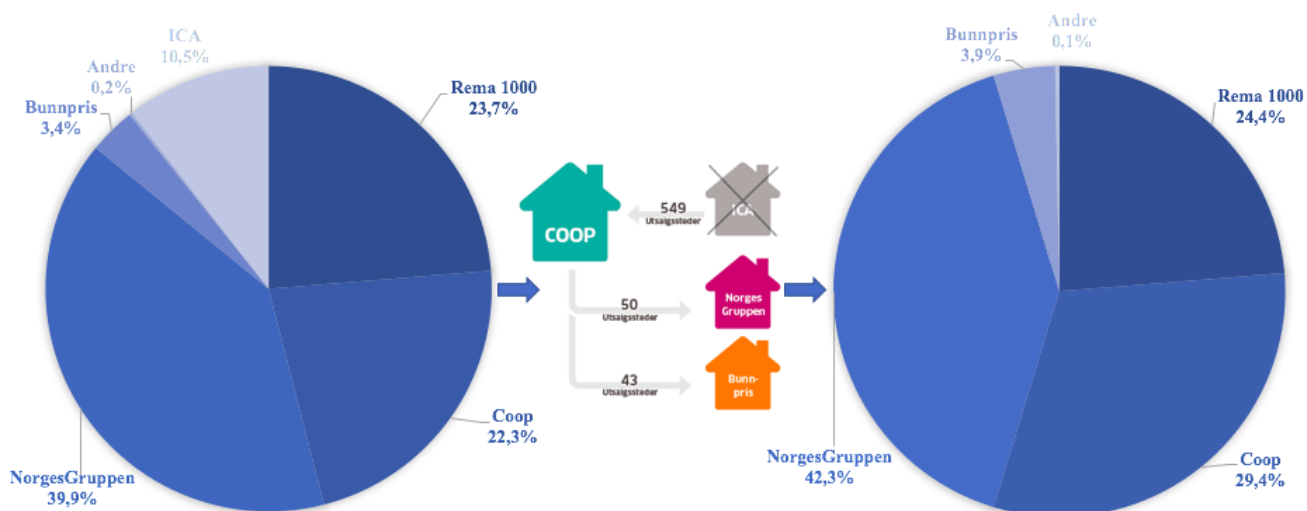 ICA
10.5%
Andre
0,2%
Bunnpris
3,4%
Rema 1000
23,7%
Coop
22,3%
NorgesGruppen
39,9%
COOP
549
Utsalgssteder
ICA
50
Utsalgssteder
Norges
Gruppen
43
Utsalgssteder
Bunn-
pris
Andre
0,1%
Bunnpris
3,9%
Rema 1000
24,4%
Coop
29,4%
NorgesGruppen
42,3%